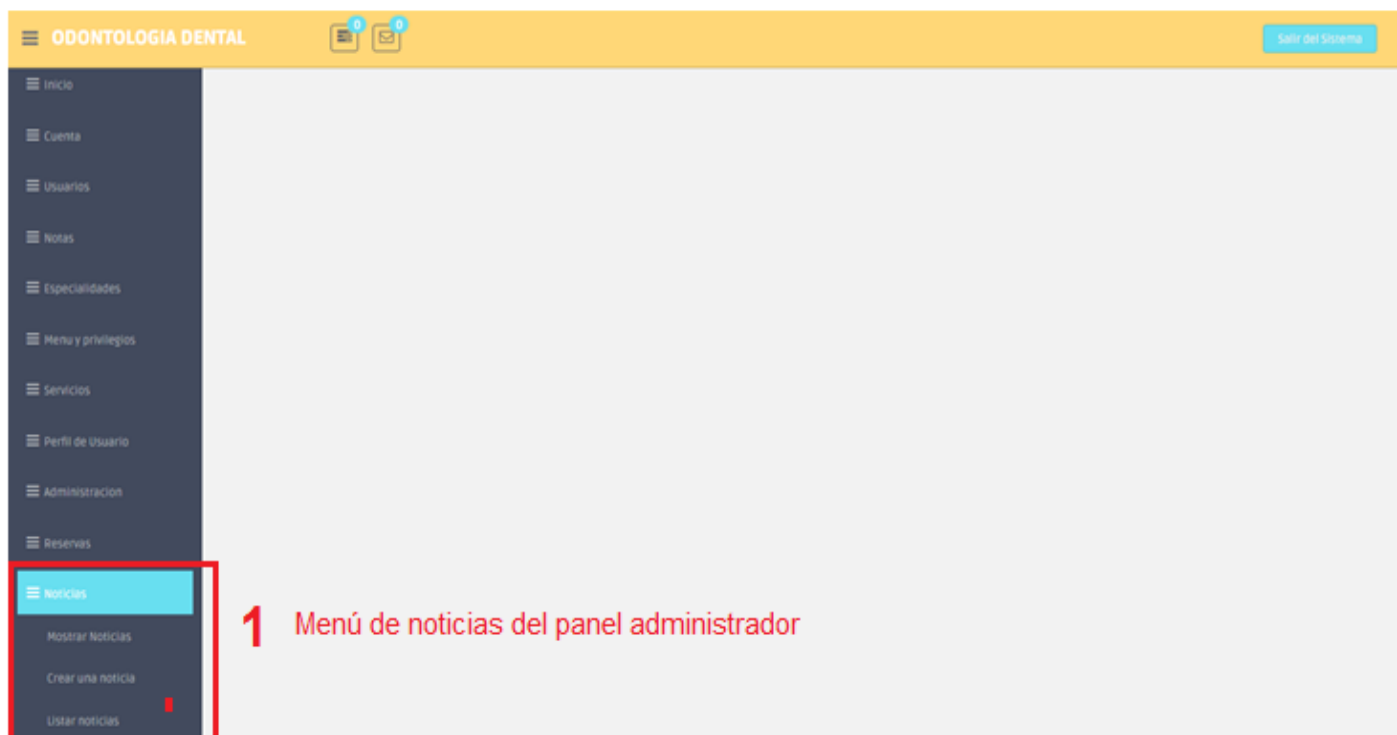 ODONTOLOGIA DENTAL
0
0
Salir del Sistema
Inicio
Cuenta
Usuarios
Notas
Especialidades
Menu y privilegios
Servicios
Perfil de Usuario
Administracion
Reservas
Noticias
Mostrar Noticias
Crear una noticia
Listar noticias
1 Menú de noticias del panel administrador